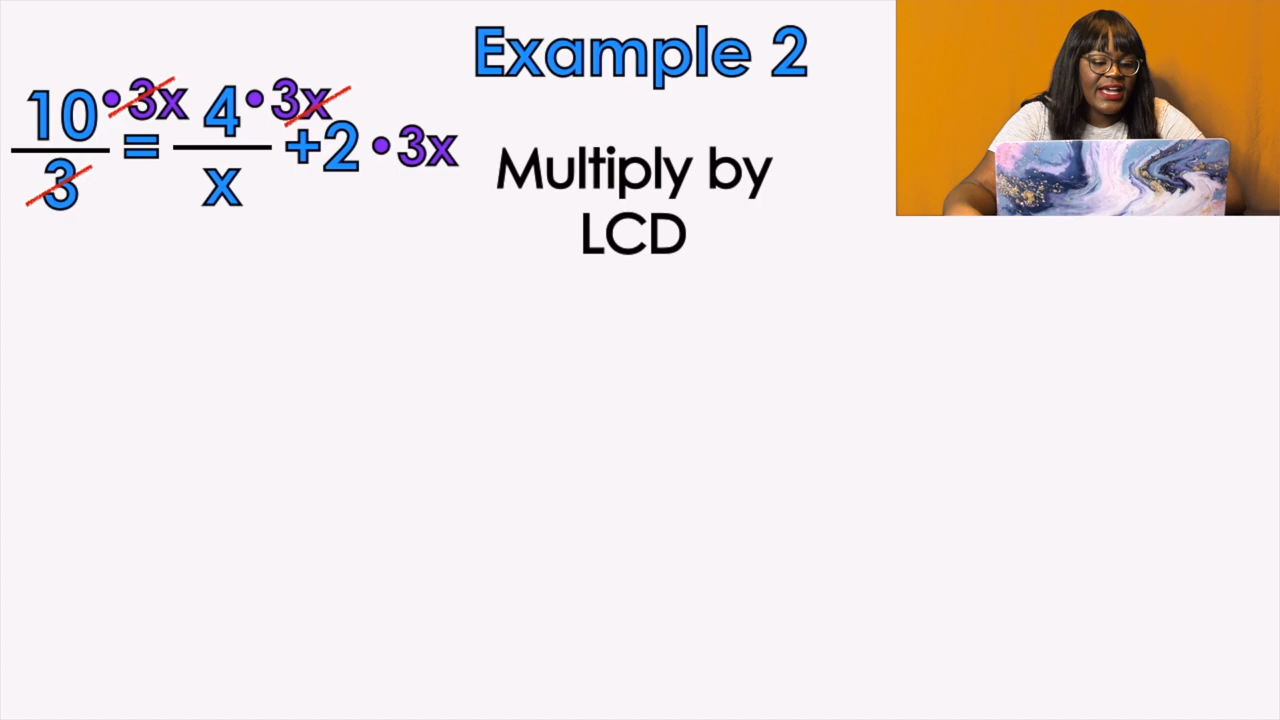 Example 2
10 • 3x = 4 • 3x + 2 • 3x
3 x
Multiply by
LCD